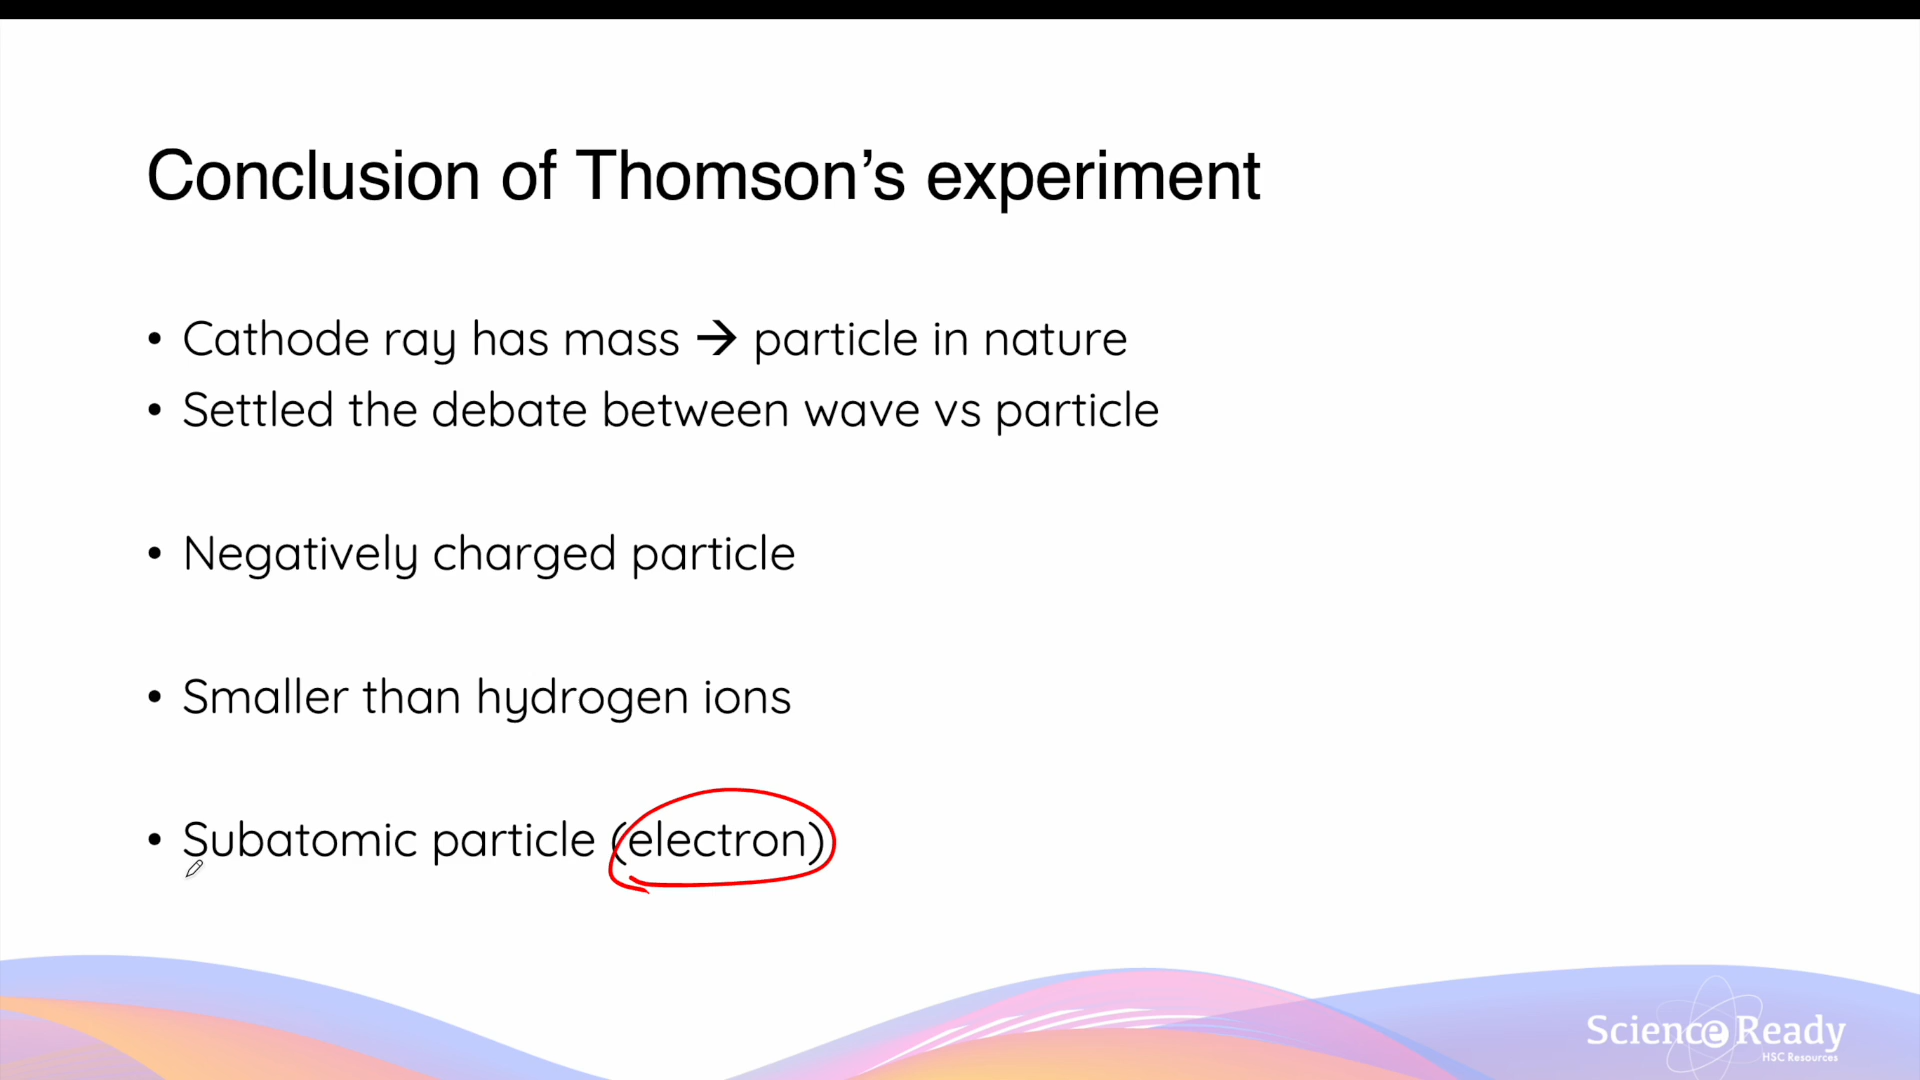 Conclusion of Thomson’s experiment
• Cathode ray has mass → particle in nature
• Settled the debate between wave vs particle
• Negatively charged particle
• Smaller than hydrogen ions
• Subatomic particle (electron)
Science Ready
HSC Resources